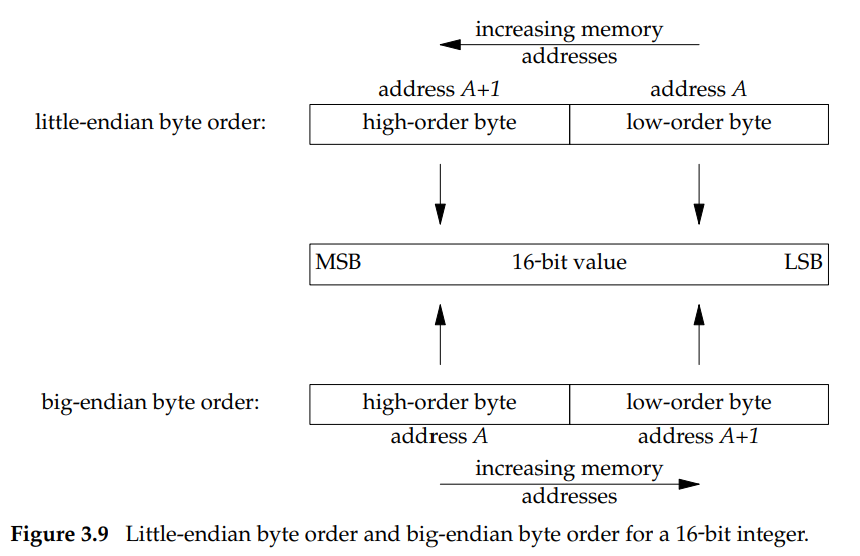 increasing memory
addresses
address A+1 address A
little-endian byte order: high-order byte low-order byte
MSB 16-bit value LSB
big-endian byte order: high-order byte low-order byte
address A address A+1
increasing memory
addresses
Figure 3.9 Little-endian byte order and big-endian byte order for a 16-bit integer.